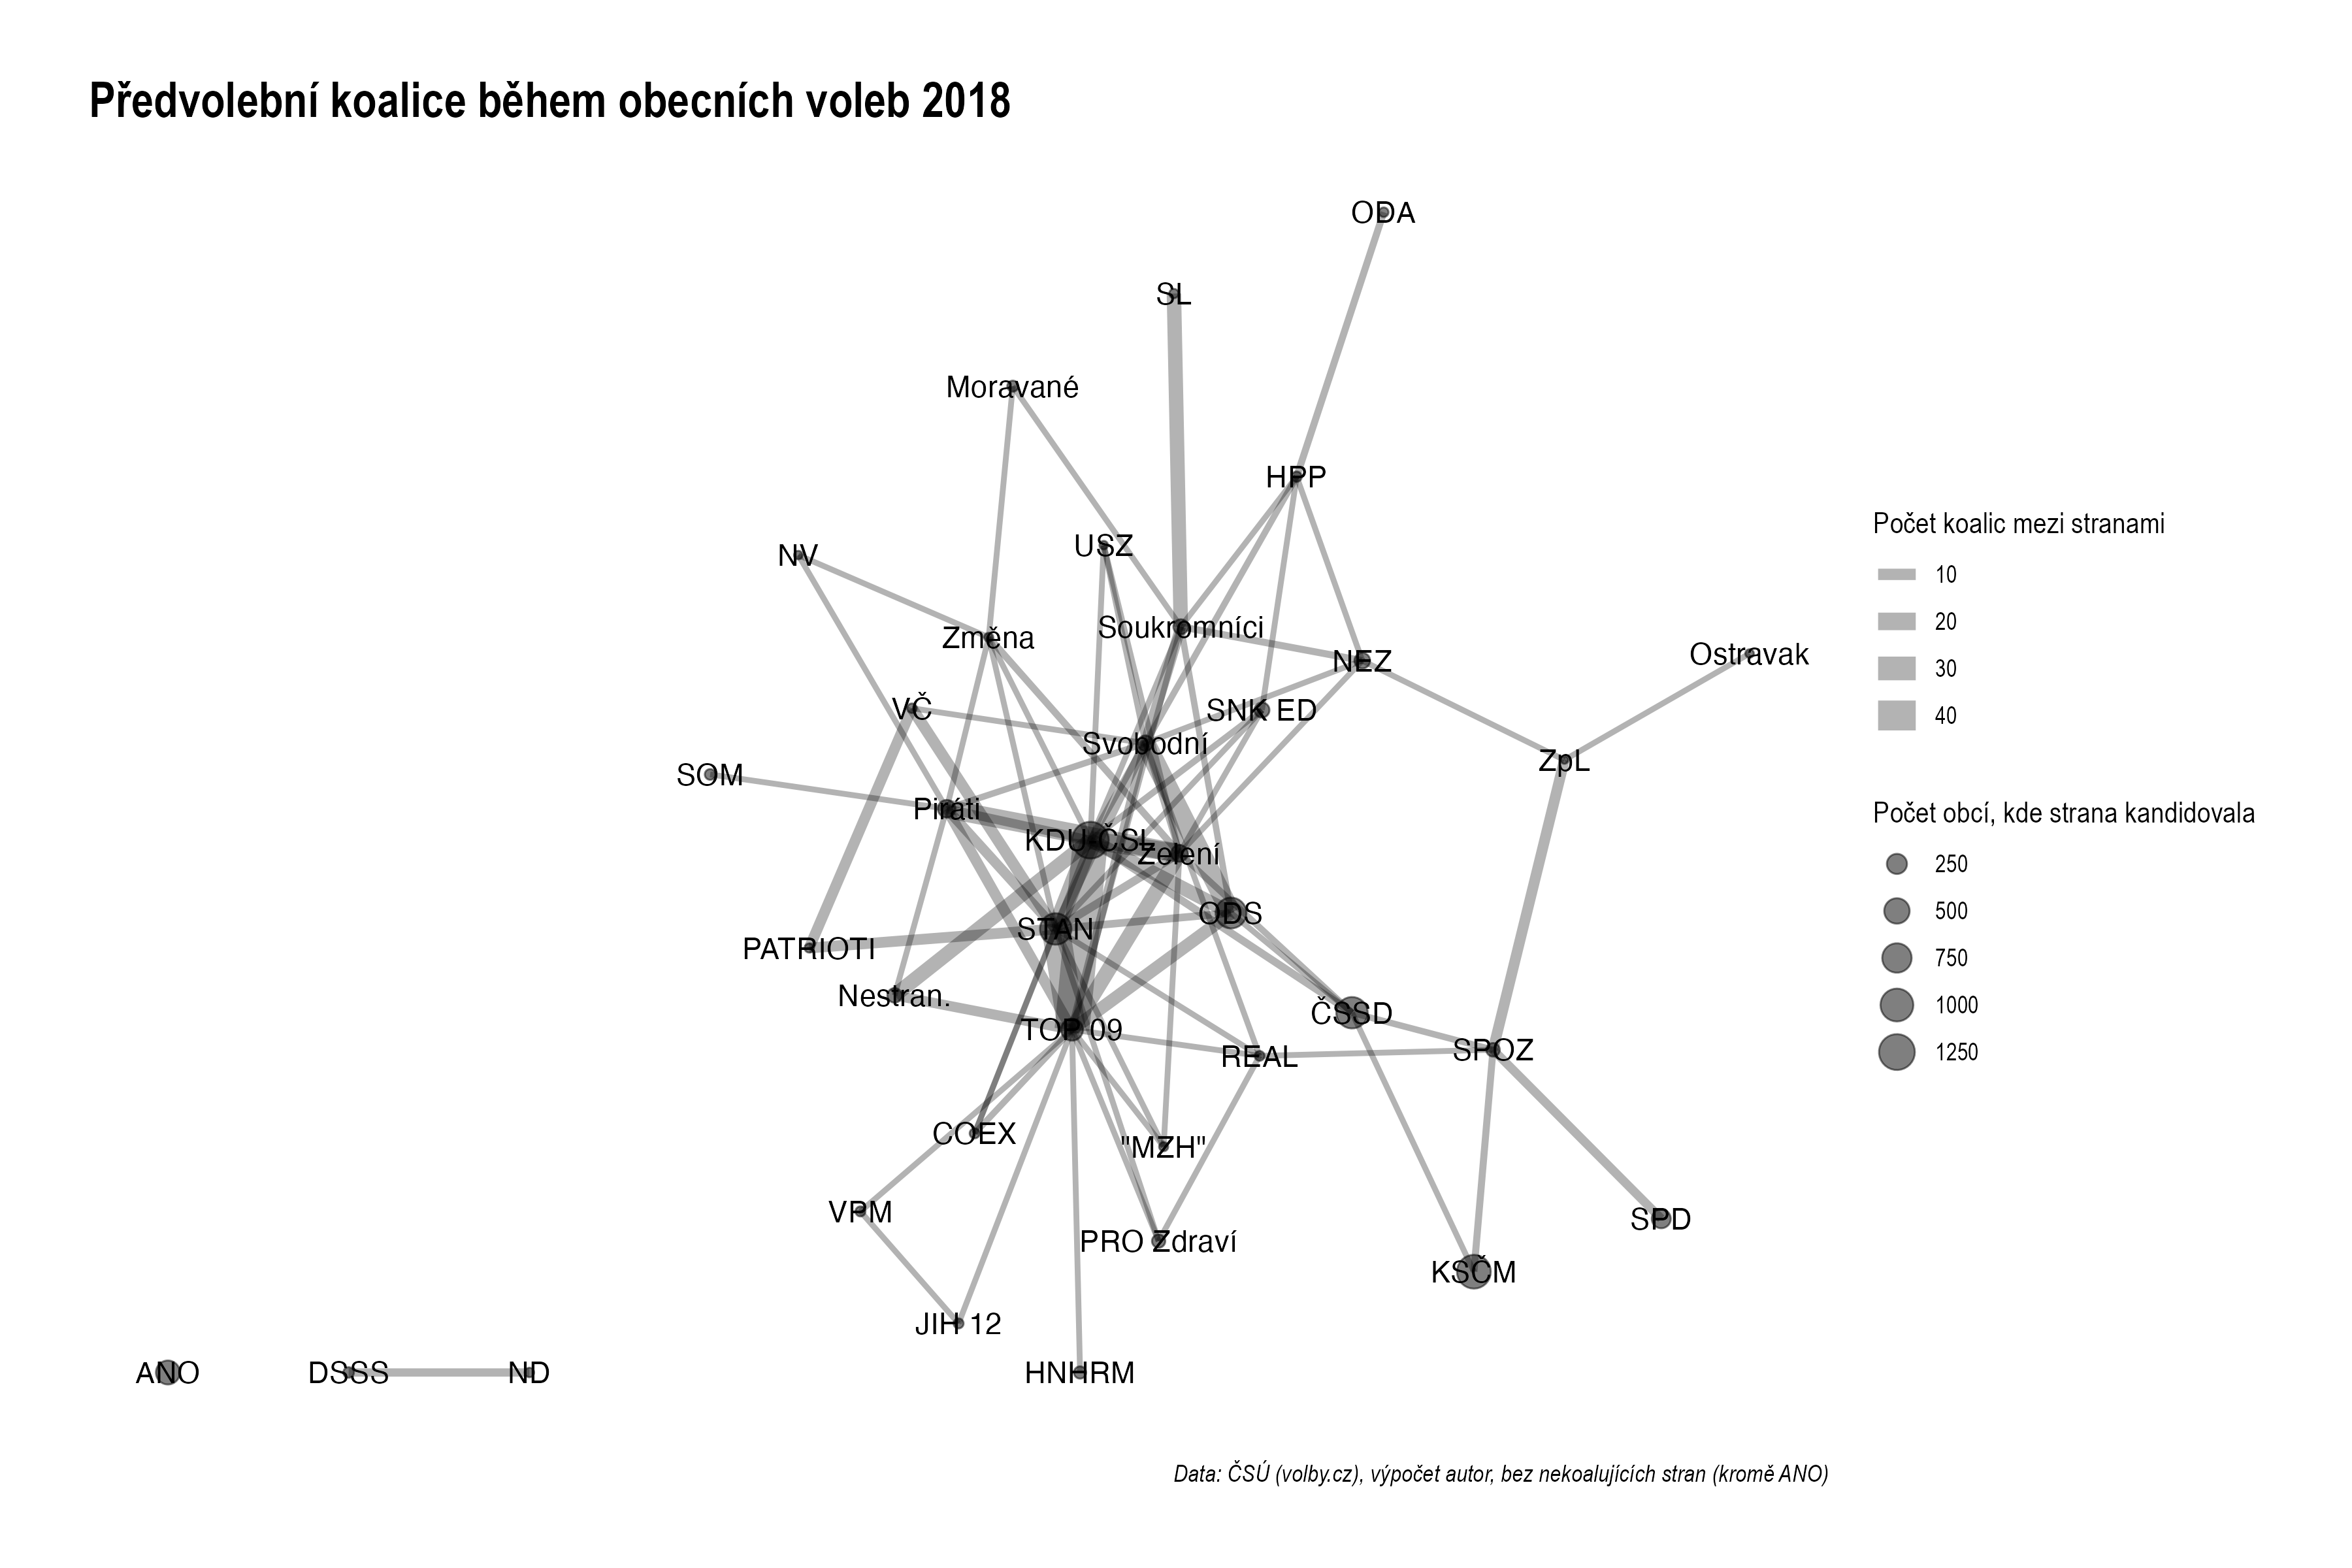 Předvolební koalice během obecních voleb 2018
ODA
SL
Moravané
HPP
USZ
NV
Soukromníci
Změna
Ostravak
NEZ
VČ
SNK ED
Svobodní
ZpL
SOM
Piráti
KDU-ČSL
Zelení
ODS
STAN
PATRIOTI
Nestran.
ČSSD
TOP 09
SPOZ
REAL
COEX
"MZH"
VPM
SPD
PRO Zdraví
KSČM
JIH 12
ANO
DSSS
ND
HNHRM
Počet koalic mezi stranami
10
20
30
40
Počet obcí, kde strana kandidovala
250
500
750
1000
1250
Data: ČSÚ (volby.cz), výpočet autor, bez nekoalujících stran (kromě ANO)